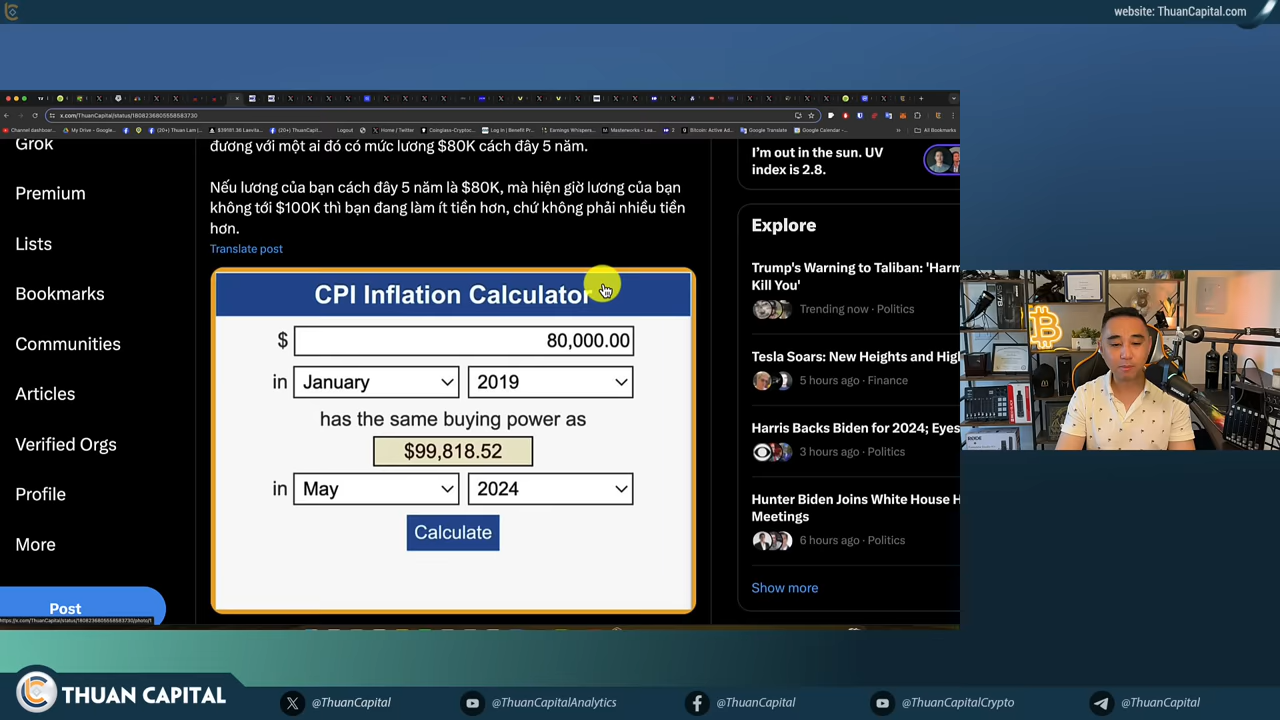 website: ThuanCapital.com
x.com/ThuanCapital/status/1808236805558583730
All Bookmarks
Grok
Premium
Lists
Bookmarks
Communities
Articles
Verified Orgs
Profile
More
Post
đương với một ai đó có mức lương $80K cách đây 5 năm.
Nếu lương của bạn cách đây 5 năm là $80K, mà hiện giờ lương của bạn
không tới $100K thì bạn đang làm ít tiền hơn, chứ không phải nhiều tiền
hơn.
Translate post
CPI Inflation Calculator
$ 80,000.00
in January 2019
has the same buying power as
$99,818.52
in May 2024
Calculate
I'm out in the sun. UV
index is 2.8.
Explore
Trump's Warning to Taliban: 'Harm
Kill You'
Trending now · Politics
Tesla Soars: New Heights and High
5 hours ago · Finance
Harris Backs Biden for 2024; Eyes
3 hours ago · Politics
Hunter Biden Joins White House H
Meetings
6 hours ago · Politics
Show more
THUAN CAPITAL
@ThuanCapital
@ThuanCapitalAnalytics
@ThuanCapital
@ThuanCapitalCrypto
@ThuanCapital